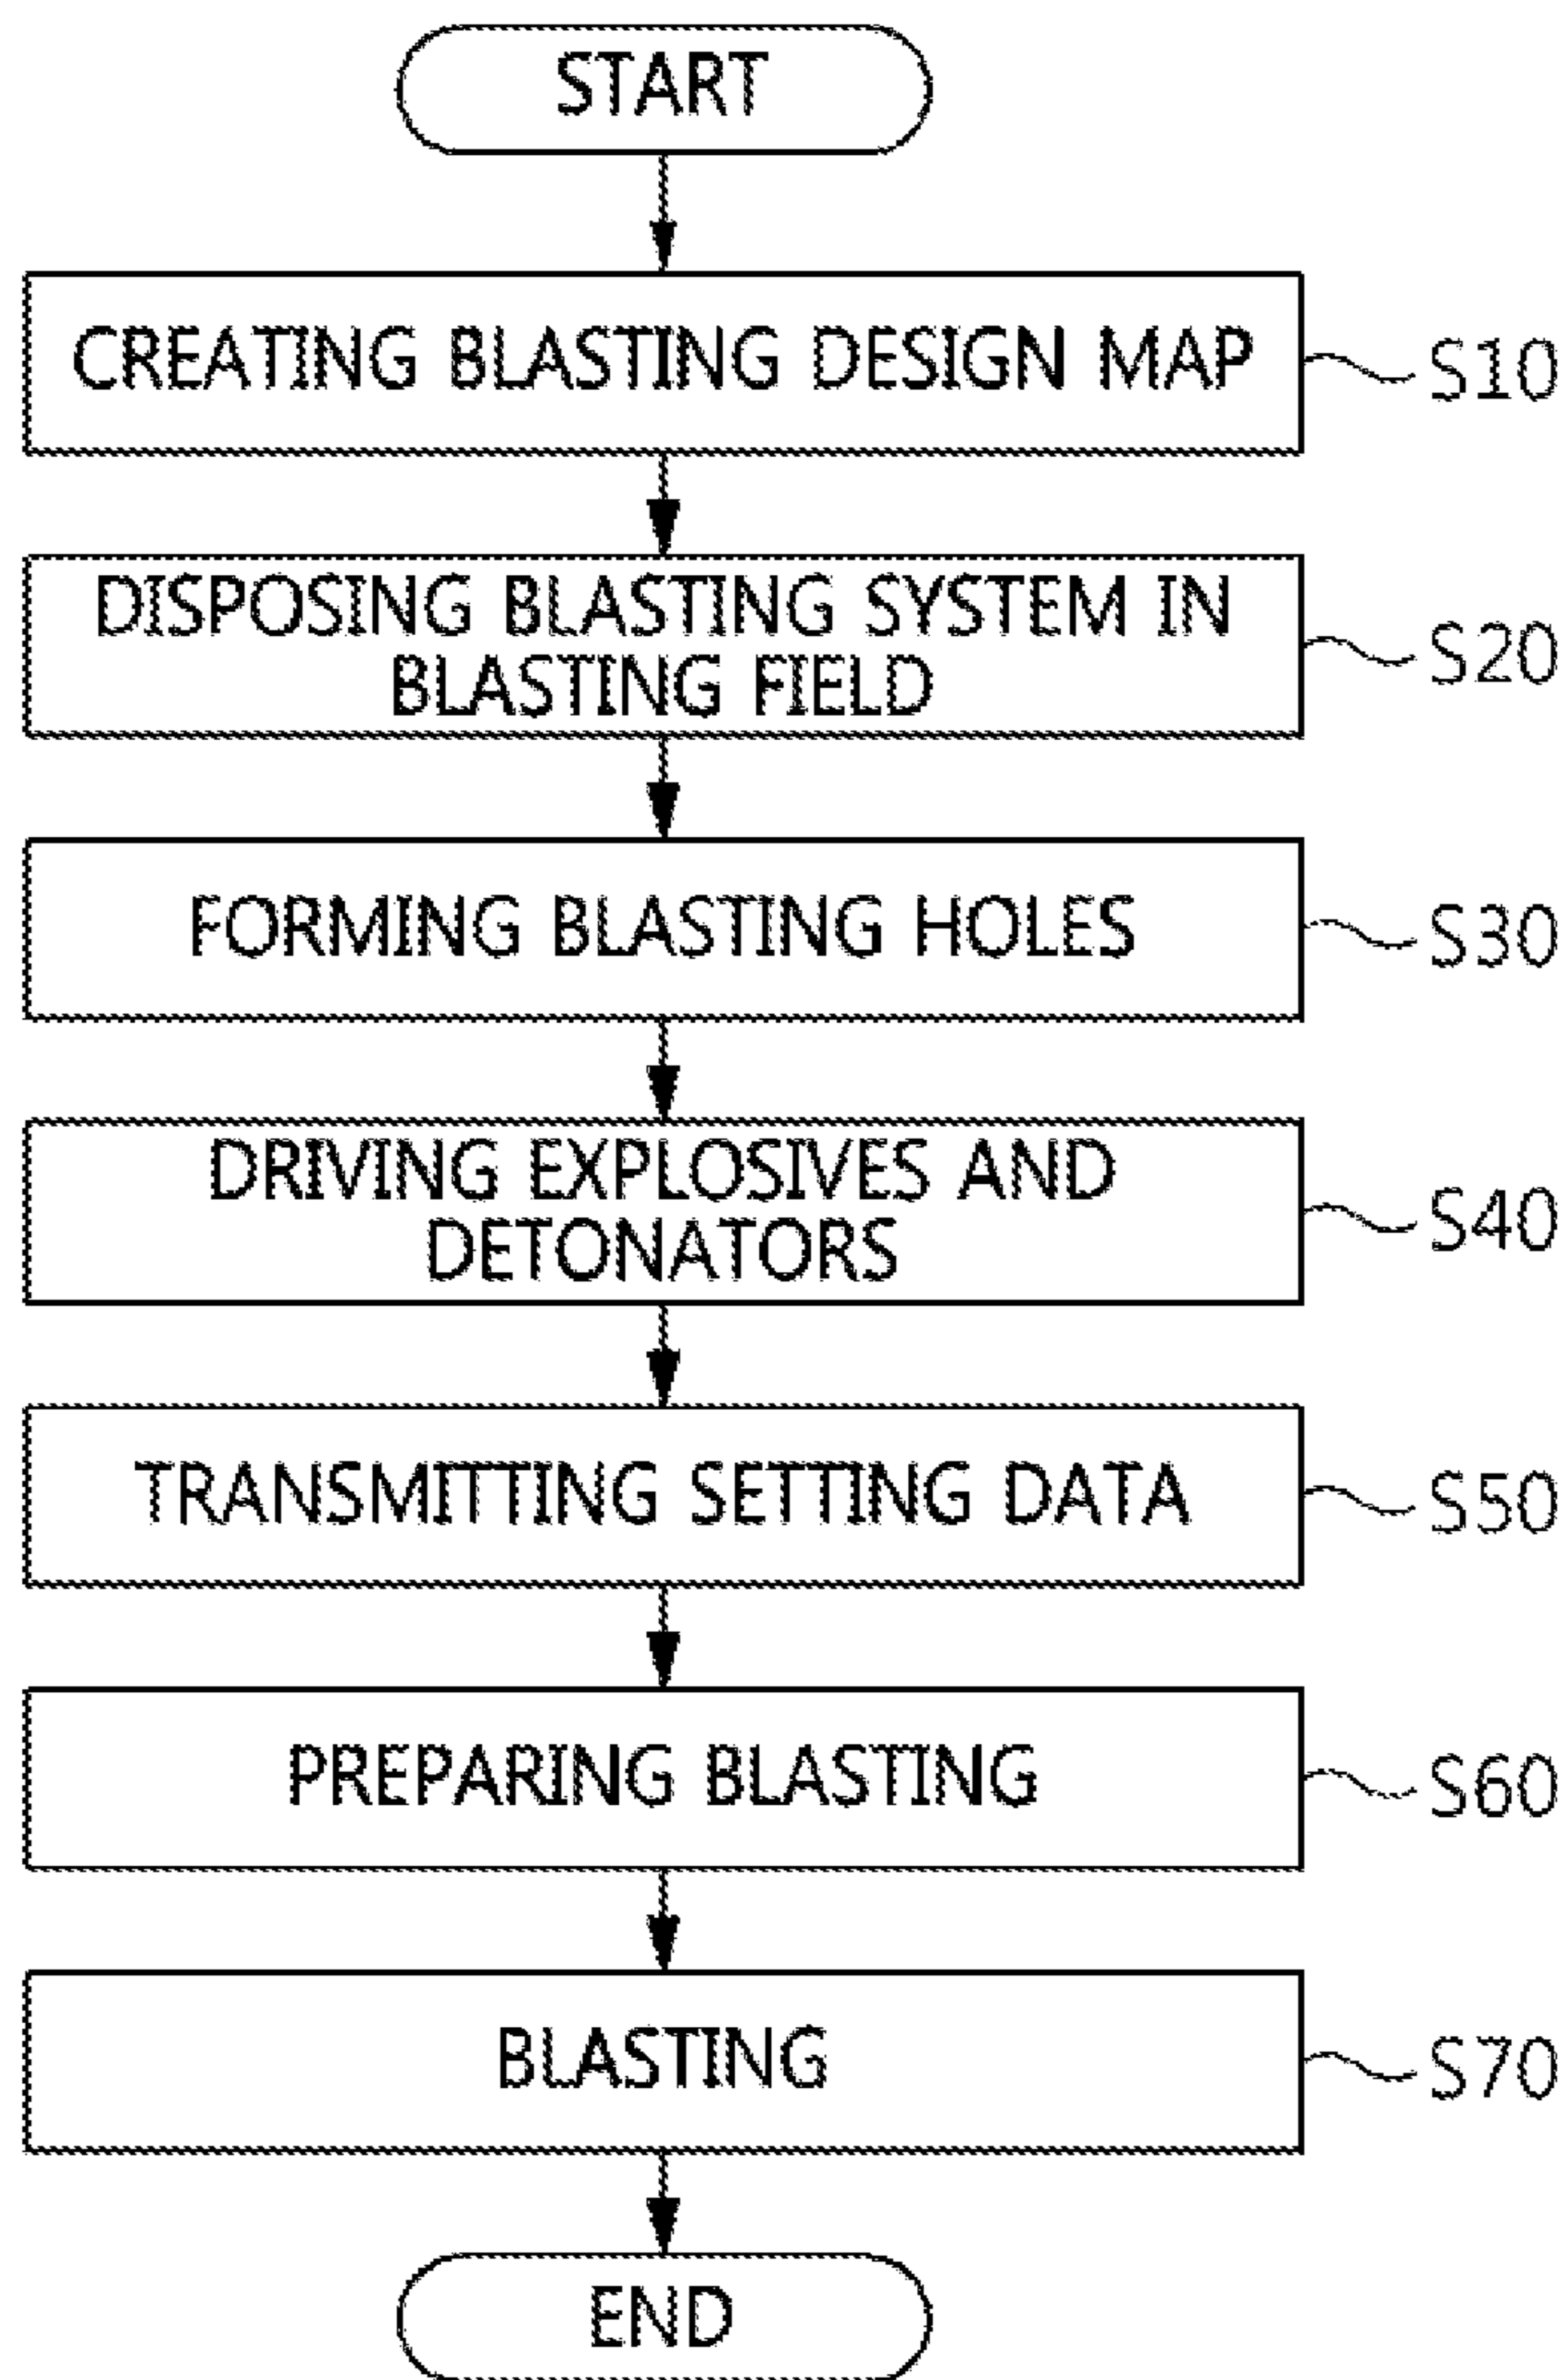 START
CREATING BLASTING DESIGN MAP
S10
DISPOSING BLASTING SYSTEM IN
BLASTING FIELD
S20
FORMING BLASTING HOLES
S30
DRIVING EXPLOSIVES AND
DETONATORS
S40
TRANSMITTING SETTING DATA
S50
PREPARING BLASTING
S60
BLASTING
S70
END